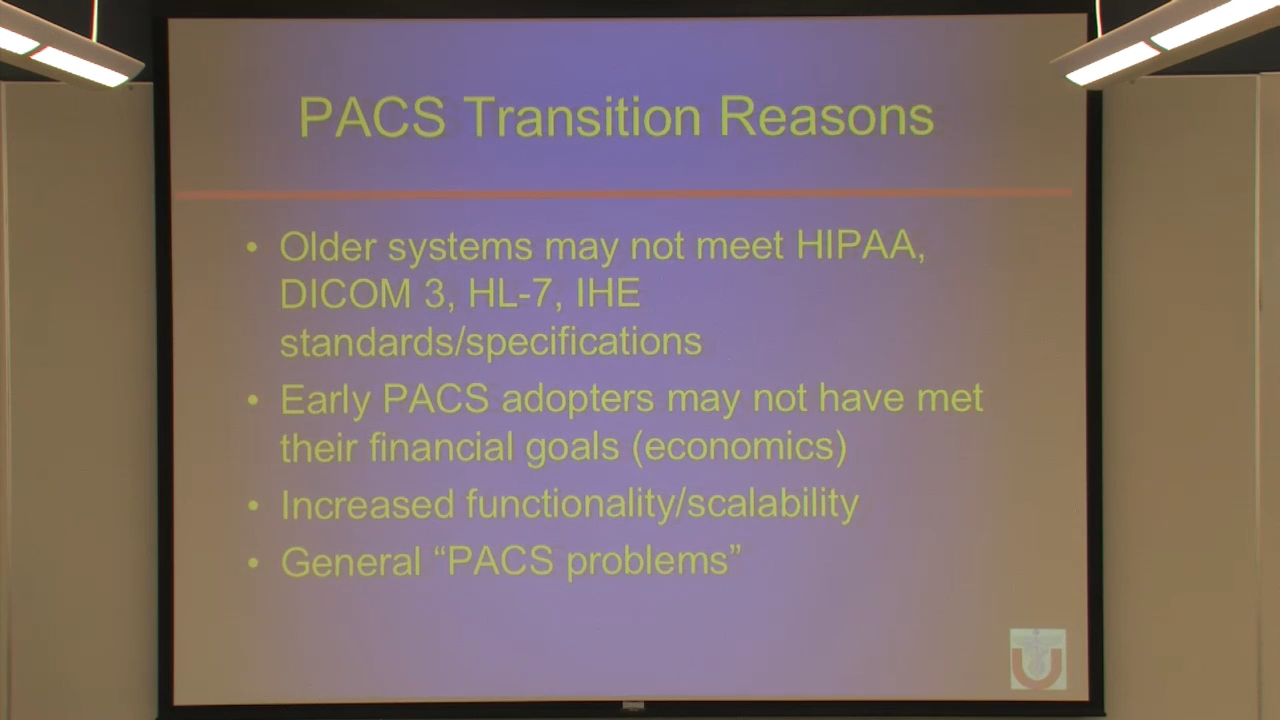 PACS Transition Reasons
• Older systems may not meet HIPAA,
DICOM 3, HL-7, IHE
standards/specifications
• Early PACS adopters may not have met
their financial goals (economics)
• Increased functionality/scalability
• General “PACS problems”
U